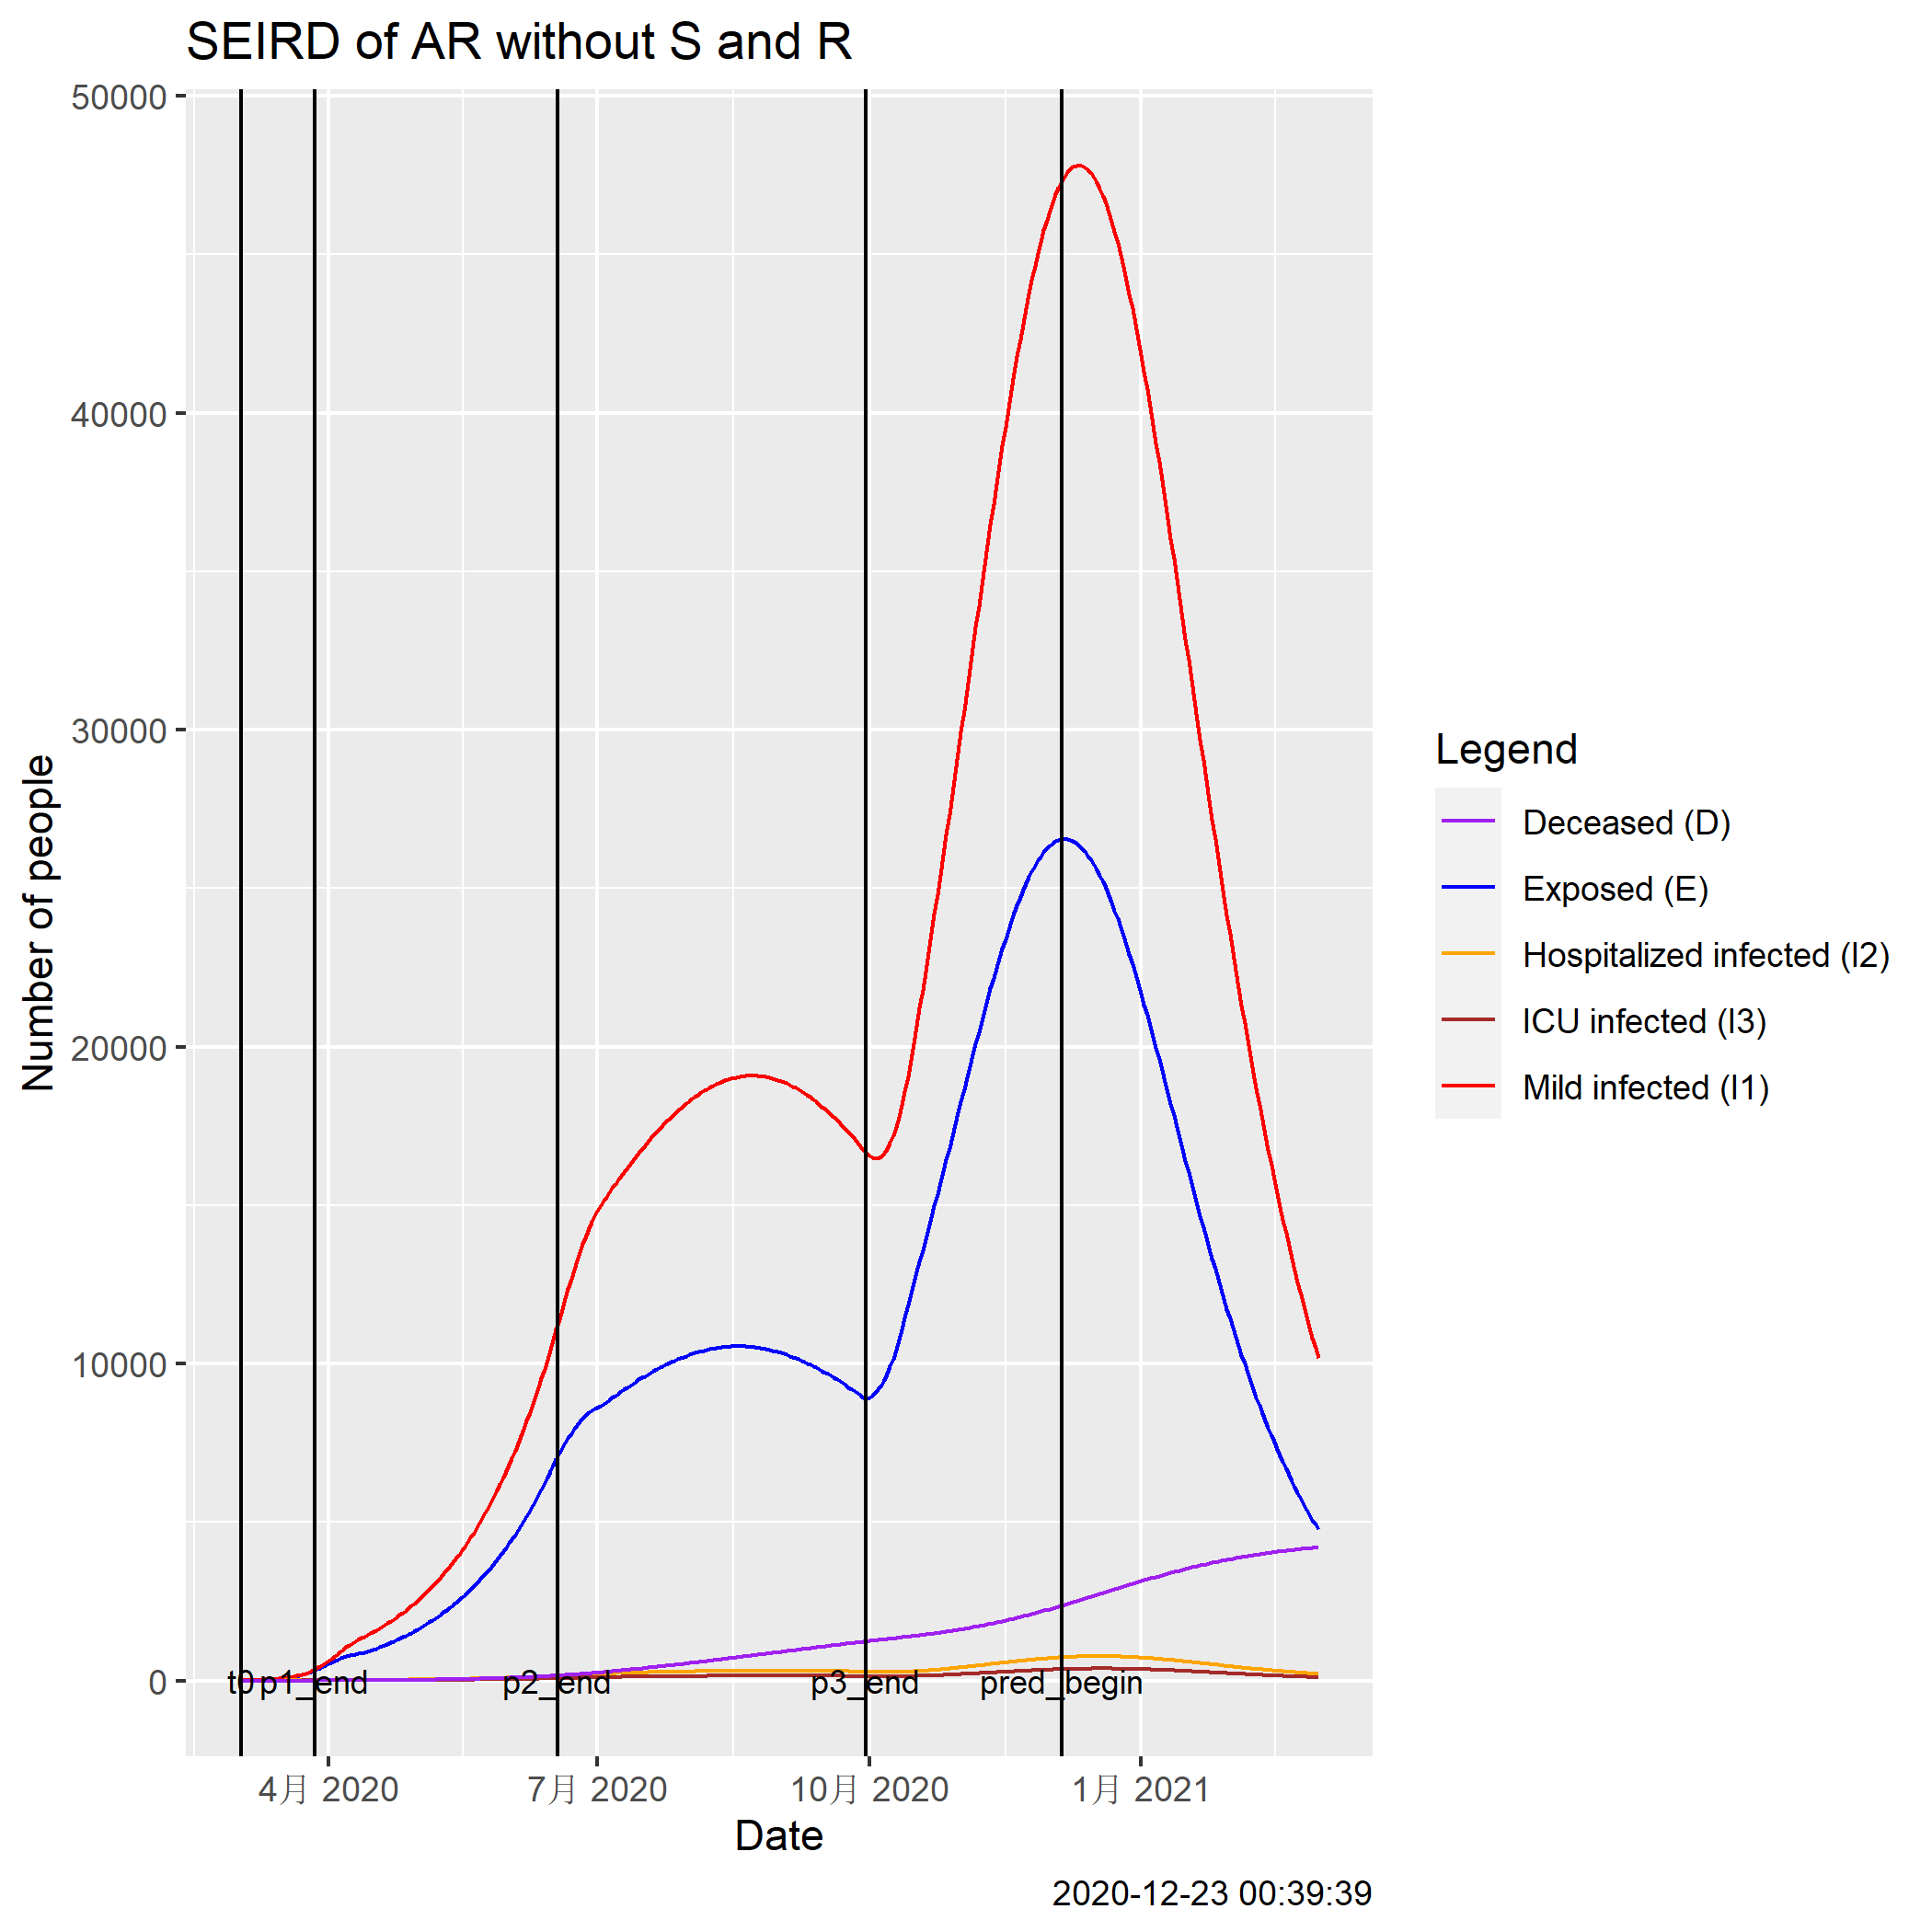 SEIRD of AR without S and R
50000
40000
30000
20000
10000
0
Number of people
t0
p1_end
p2_end
p3_end
pred_begin
4月 2020
7月 2020
10月 2020
1月 2021
Date
Legend
Deceased (D)
Exposed (E)
Hospitalized infected (I2)
ICU infected (I3)
Mild infected (I1)
2020-12-23 00:39:39